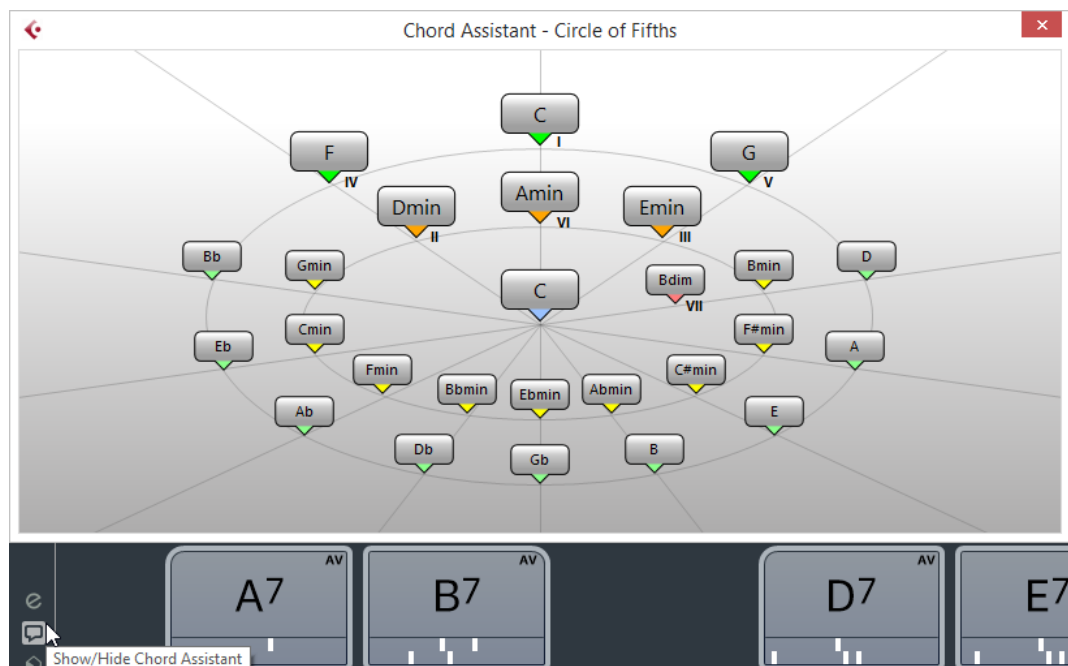 Chord Assistant - Circle of Fifths
C
I
F
IV
G
V
Amin
VI
Dmin
II
Emin
III
Bb
Gmin
Bmin
D
C
Bdim
VII
Eb
Cmin
F#min
A
Fmin
C#min
Bbmin
Ebmin
Abmin
Ab
E
Db
Gb
B
AV
AV
AV
A7
B7
D7
E7
e
Show/Hide Chord Assistant